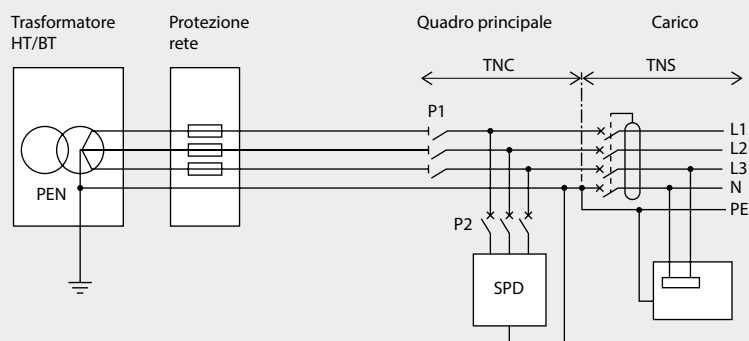 Trasformatore
HT/BT
Protezione
rete
Quadro principale
Carico
TNC
TNS
P1
L1
L2
L3
N
PE
PEN
P2
SPD